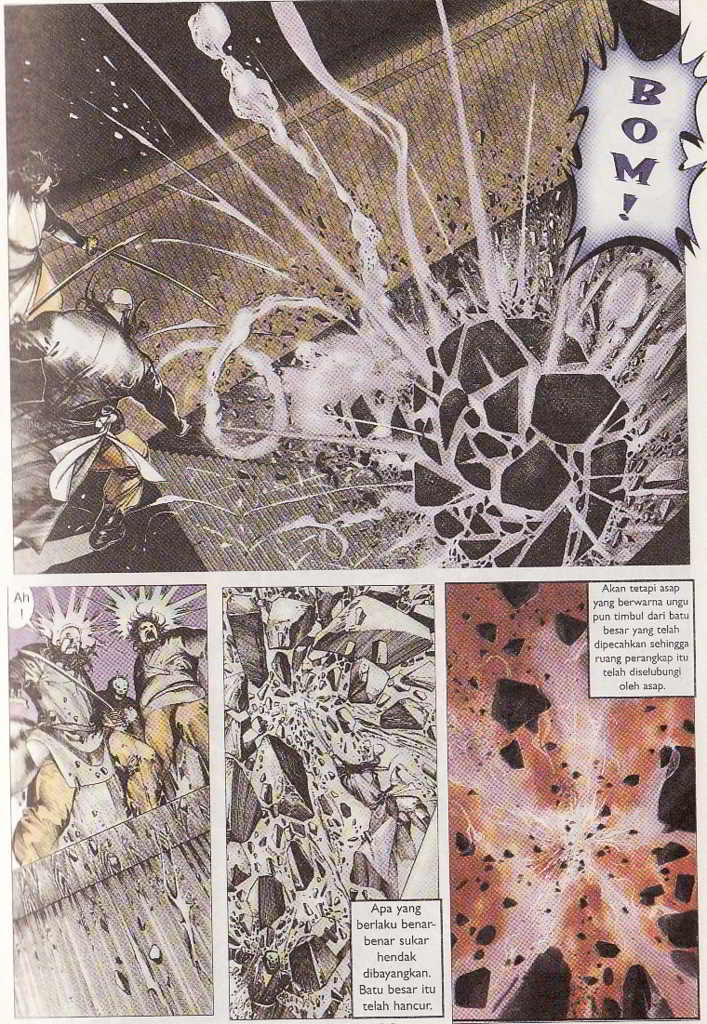 BOM!
Ah
!
Apa yang
berlaku benar-
benar sukar
hendak
dibayangkan.
Batu besar itu
telah hancur.
Akan tetapi asap
yang berwarna ungu
pun timbul dari batu
besar yang telah
dipecahkan sehingga
ruang perangkap itu
telah diselubungi
oleh asap.